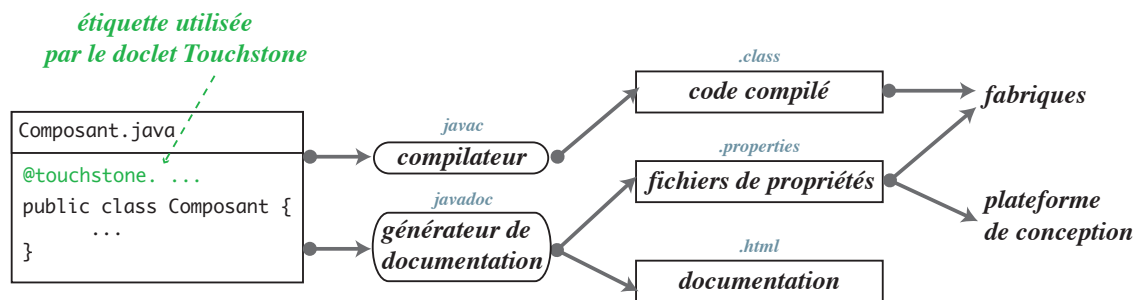 étiquette utilisée
par le doclet Touchstone
Composant.java
@touchstone. ...
public class Composant {
...
}
javac
compilateur
javadoc
générateur de
documentation
.class
code compilé
.properties
fichiers de propriétés
.html
documentation
fabriques
plateforme
de conception